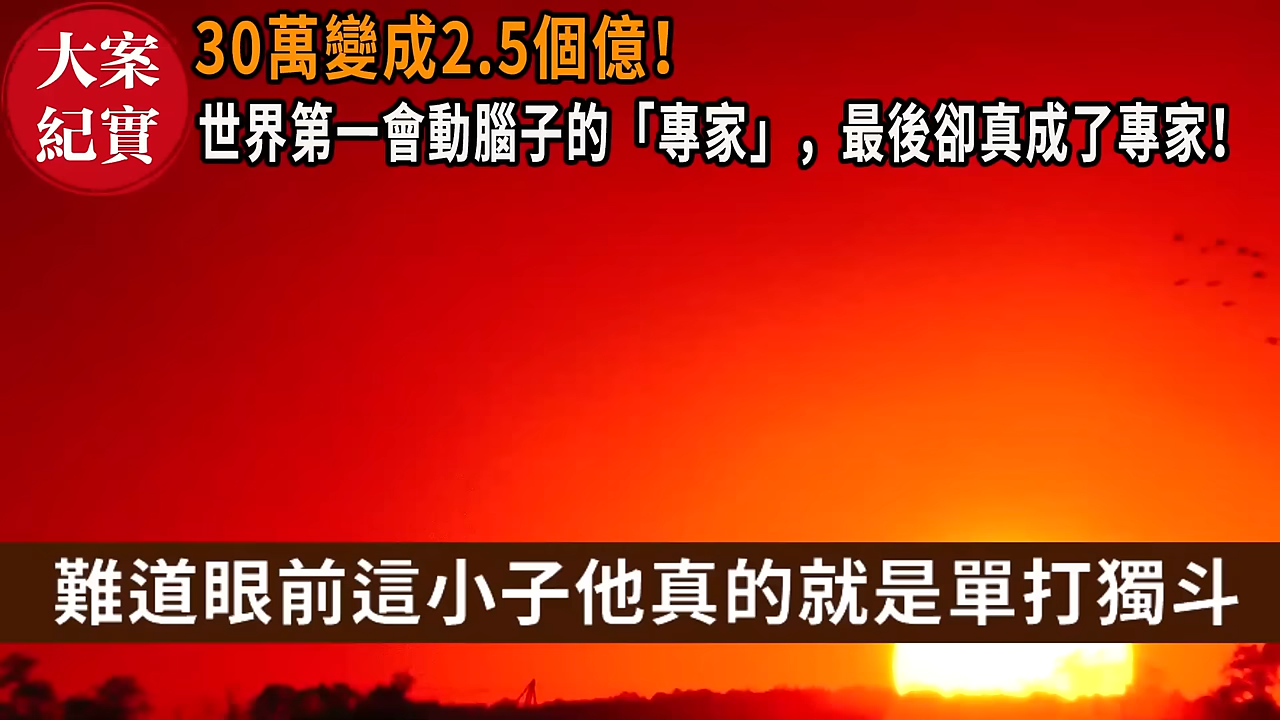 大案
紀實
30萬變成2.5個億!
世界第一會動腦子的「專家」,最後卻真成了專家!
難道眼前這小子他真的就是單打獨斗